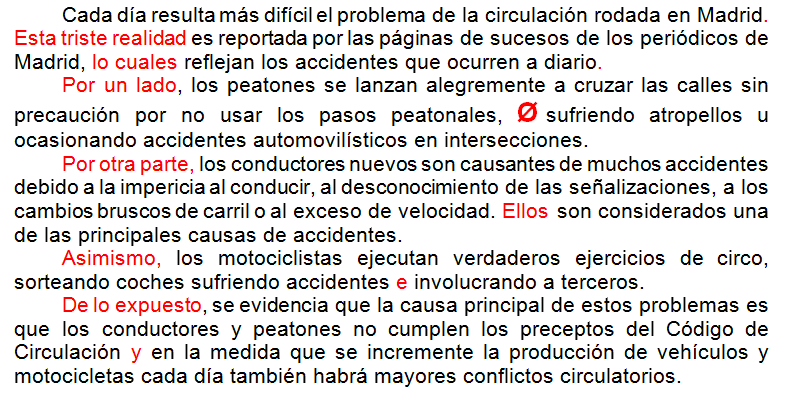 Cada día resulta más difícil el problema de la circulación rodada en Madrid.
Esta triste realidad es reportada por las páginas de sucesos de los periódicos de
Madrid, lo cuales reflejan los accidentes que ocurren a diario.
Por un lado, los peatones se lanzan alegremente a cruzar las calles sin
precaución por no usar los pasos peatonales, Ø sufriendo atropellos u
ocasionando accidentes automovilísticos en intersecciones.
Por otra parte, los conductores nuevos son causantes de muchos accidentes
debido a la impericia al conducir, al desconocimiento de las señalizaciones, a los
cambios bruscos de carril o al exceso de velocidad. Ellos son considerados una
de las principales causas de accidentes.
Asimismo, los motociclistas ejecutan verdaderos ejercicios de circo,
sorteando coches sufriendo accidentes e involucrando a terceros.
De lo expuesto, se evidencia que la causa principal de estos problemas es
que los conductores y peatones no cumplen los preceptos del Código de
Circulación y en la medida que se incremente la producción de vehículos y
motocicletas cada día también habrá mayores conflictos circulatorios.